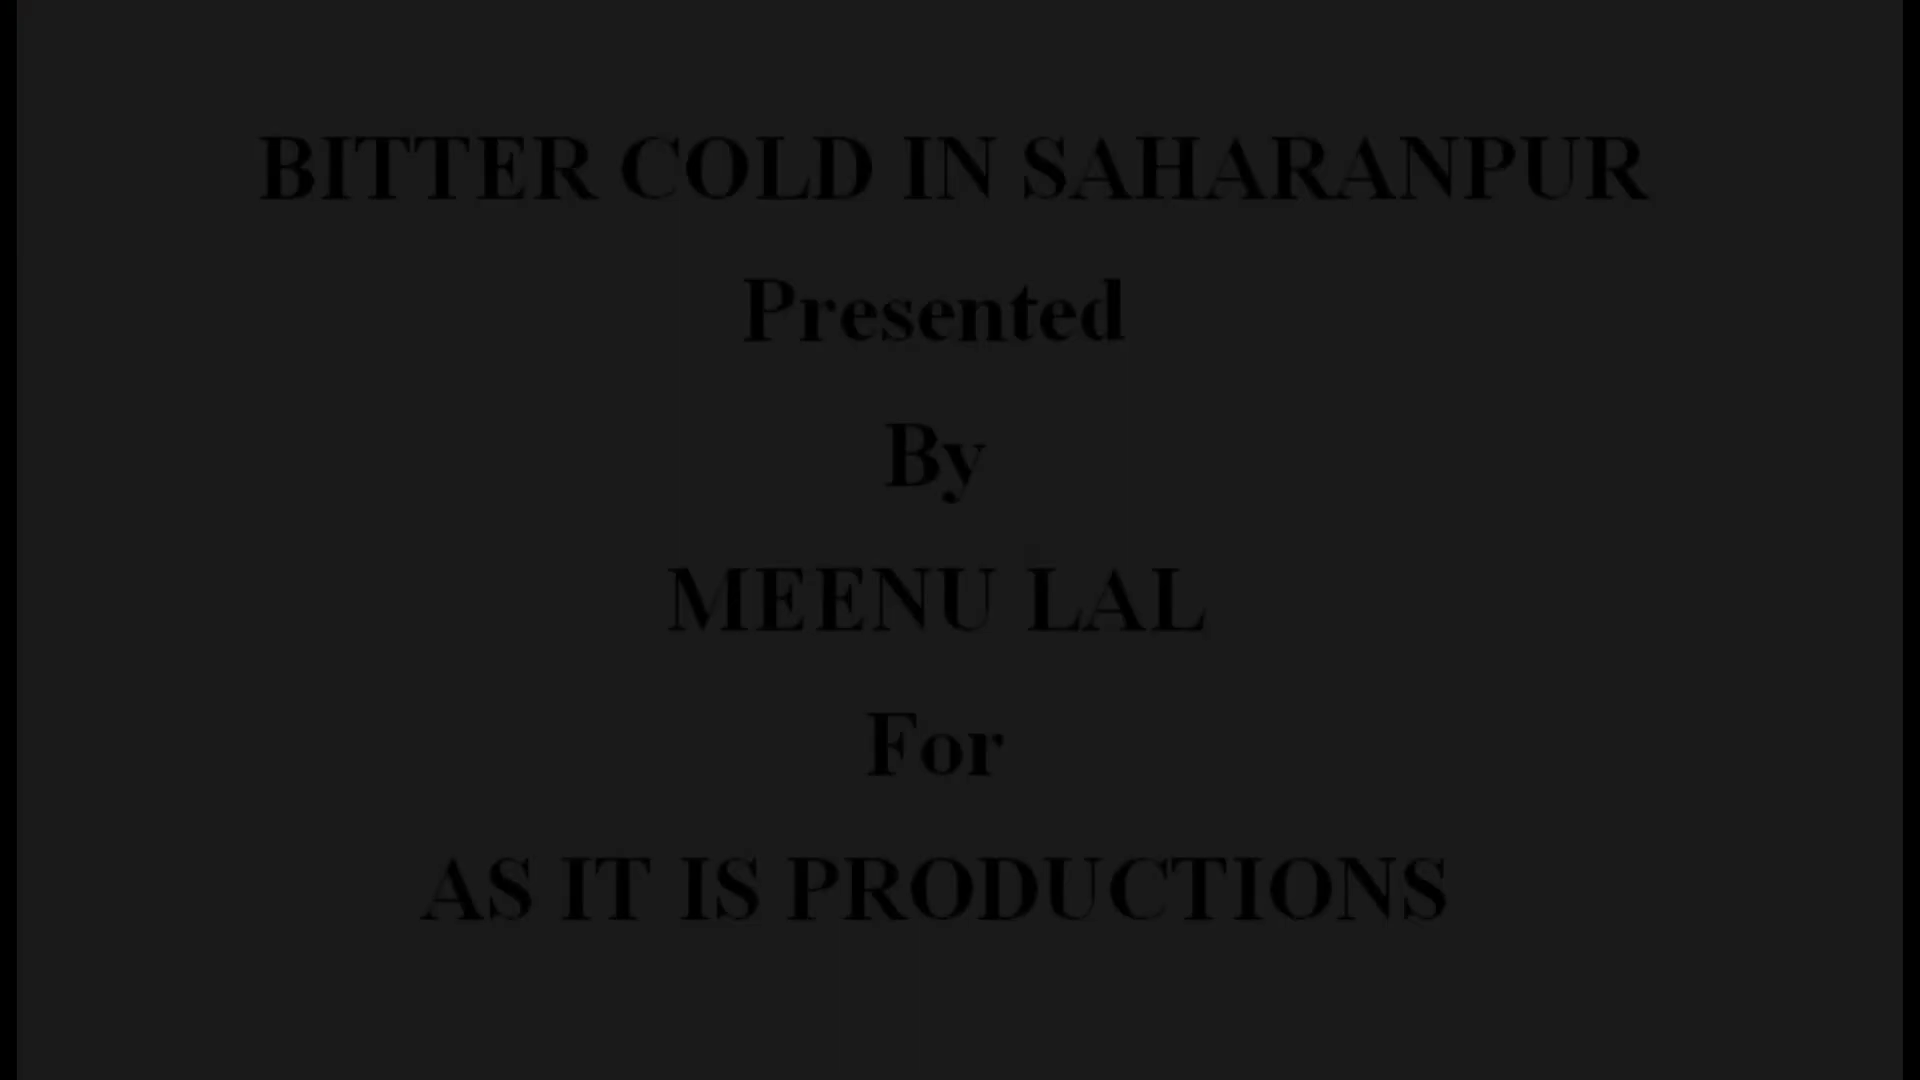 BITTER COLD IN SAHARANPUR
Presented
By
MEENU LAL
For
AS IT IS PRODUCTIONS